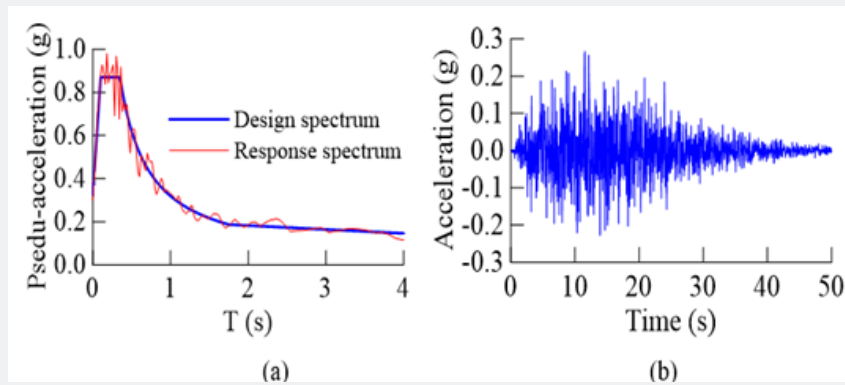 Psedu-acceleration (g)
1.0
0.8
0.6
0.4
0.2
0.0
Design spectrum
Response spectrum
0 1 2 3 4
T (s)
(a)
Acceleration (g)
0.3
0.2
0.1
0.0
-0.1
-0.2
-0.3
0 10 20 30 40 50
Time (s)
(b)